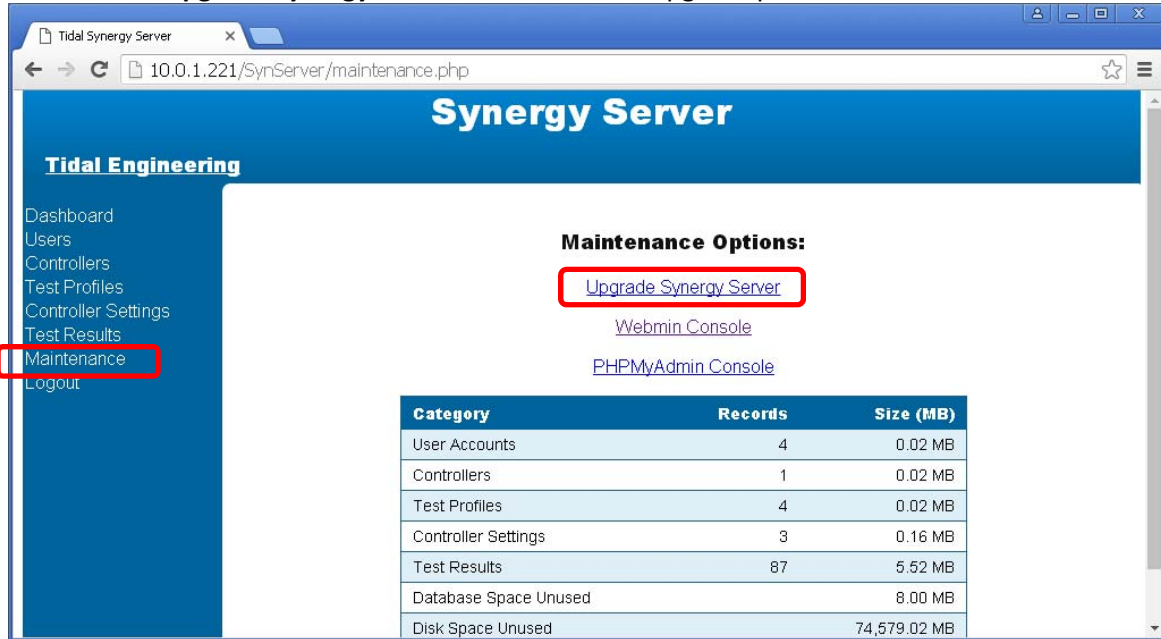 Tidal Synergy Server
10.0.1.221/SynServer/maintenance.php
Synergy Server
Tidal Engineering
Dashboard
Users
Controllers
Test Profiles
Controller Settings
Test Results
Maintenance
Logout
Maintenance Options:
Upgrade Synergy Server
Webmin Console
PHPMyAdmin Console
Category Records Size (MB)
User Accounts 4 0.02 MB
Controllers 1 0.02 MB
Test Profiles 4 0.02 MB
Controller Settings 3 0.16 MB
Test Results 87 5.52 MB
Database Space Unused 8.00 MB
Disk Space Unused 74,579.02 MB